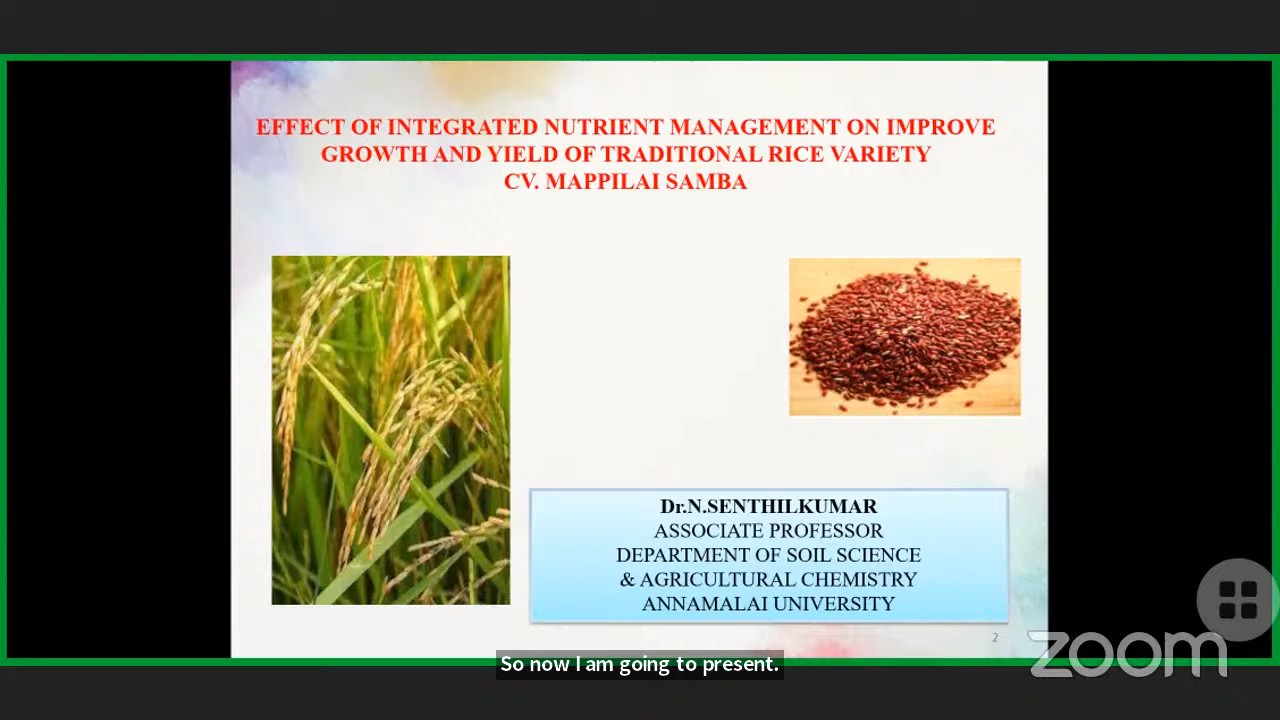 EFFECT OF INTEGRATED NUTRIENT MANAGEMENT ON IMPROVE
GROWTH AND YIELD OF TRADITIONAL RICE VARIETY
CV. MAPPILAI SAMBA
Dr.N.SENTHILKUMAR
ASSOCIATE PROFESSOR
DEPARTMENT OF SOIL SCIENCE
& AGRICULTURAL CHEMISTRY
ANNAMALAI UNIVERSITY
2
zoom
So now I am going to present.